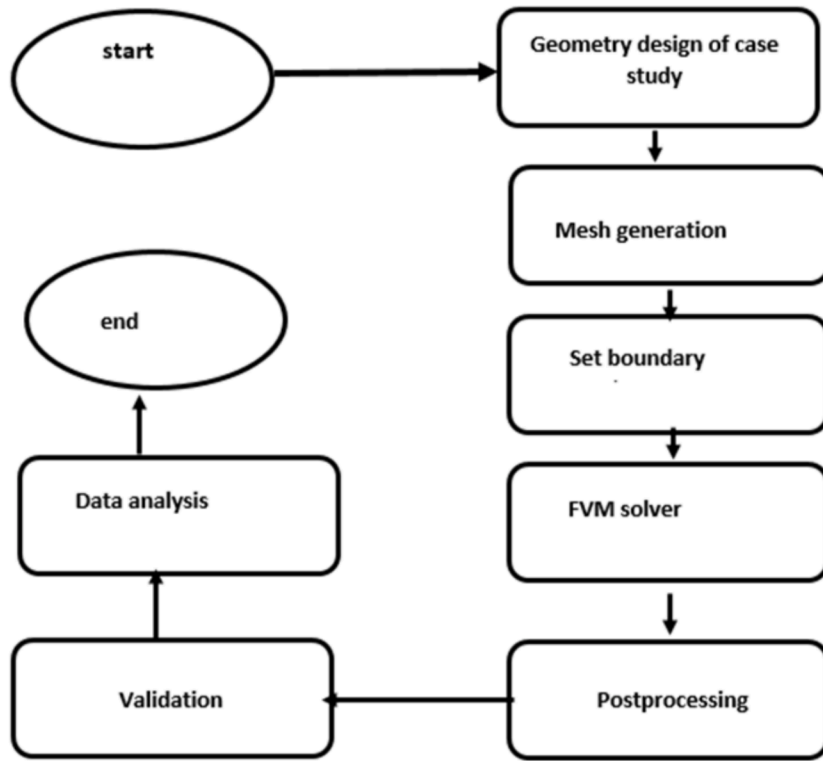 start
Geometry design of case
study
Mesh generation
Set boundary
FVM solver
Postprocessing
Validation
Data analysis
end